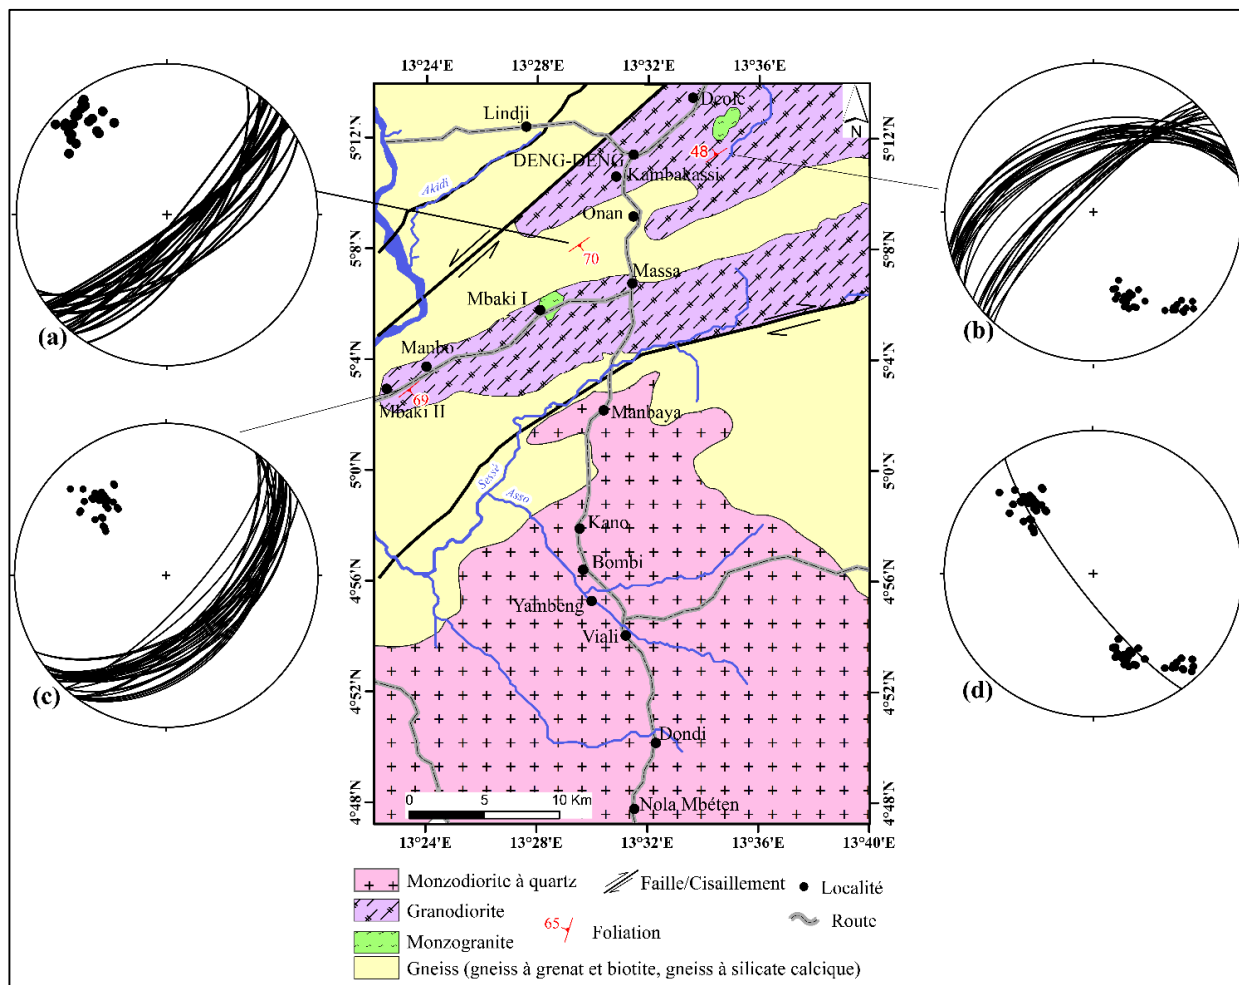 13°24'E 13°28'E 13°32'E 13°36'E
5°12'N 5°8'N 5°4'N 5°0'N 4°56'N 4°52'N 4°48'N
Lindji
Deole
N
DENG-DENG
48
Kambakassi
Akidi
Onan
70
Massa
Mbaki I
Manbo
69
Mbaki II
Manbaya
Sessé
Asso
Kano
Bombi
Yambeng
Viali
Dondi
Nola Mbéten
0 5 10 Km
5°12'N 5°8'N 5°4'N 5°0'N 4°56'N 4°52'N 4°48'N
13°24'E 13°28'E 13°32'E 13°36'E 13°40'E
(a)
(b)
(c)
(d)
Monzodiorite à quartz
Granodiorite
Monzogranite
Gneiss (gneiss à grenat et biotite, gneiss à silicate calcique)
Faille/Cisaillement
65 Foliation
Localité
Route